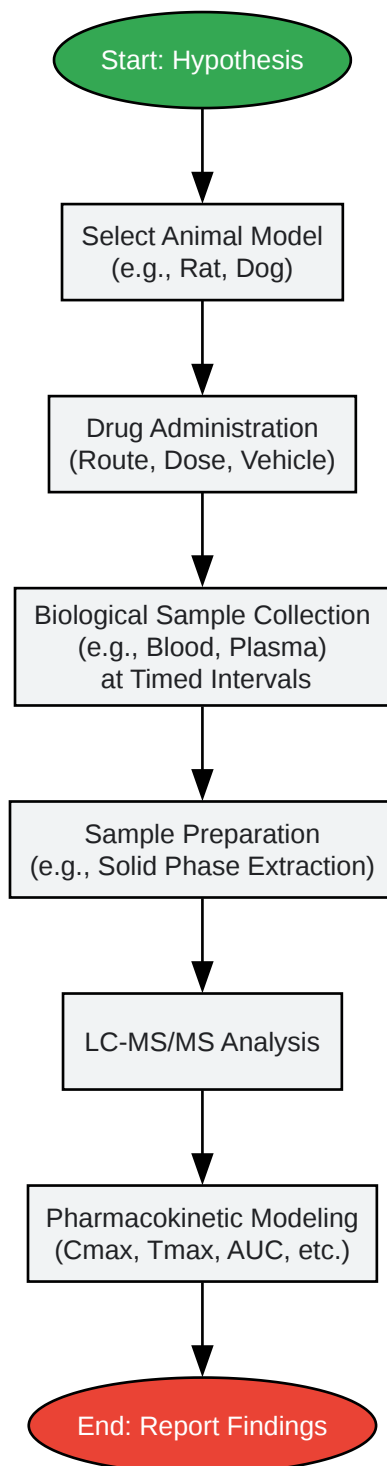 Start: Hypothesis
Select Animal Model
(e.g., Rat, Dog)
Drug Administration
(Route, Dose, Vehicle)
Biological Sample Collection
(e.g., Blood, Plasma)
at Timed Intervals
Sample Preparation
(e.g., Solid Phase Extraction)
LC-MS/MS Analysis
Pharmacokinetic Modeling
(Cmax, Tmax, AUC, etc.)
End: Report Findings